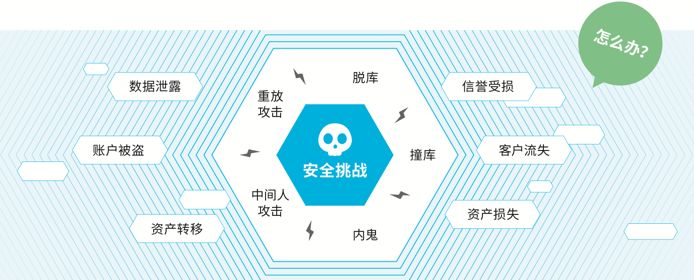 怎么办?
数据泄露
账户被盗
资产转移
重放
攻击
中间人
攻击
安全挑战
脱库
撞库
内鬼
信誉受损
客户流失
资产损失